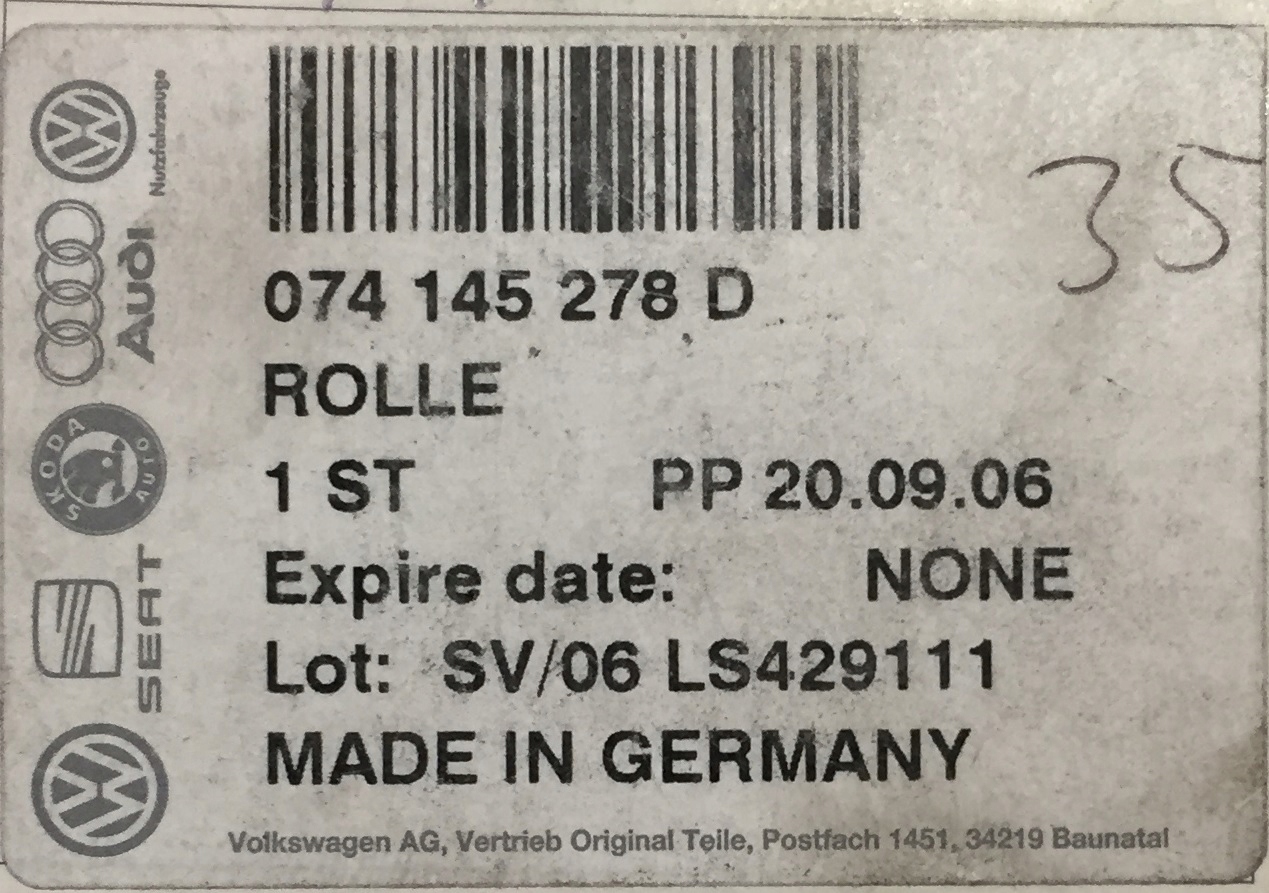 074 145 278 D
ROLLE
1 ST PP 20.09.06
Expire date: NONE
Lot: SV/06 LS429111
MADE IN GERMANY
Volkswagen AG, Vertrieb Original Teile, Postfach 1451, 34219 Baunatal
35
Nutzfahrzeuge
Audi
SKODA AUTO
SEAT